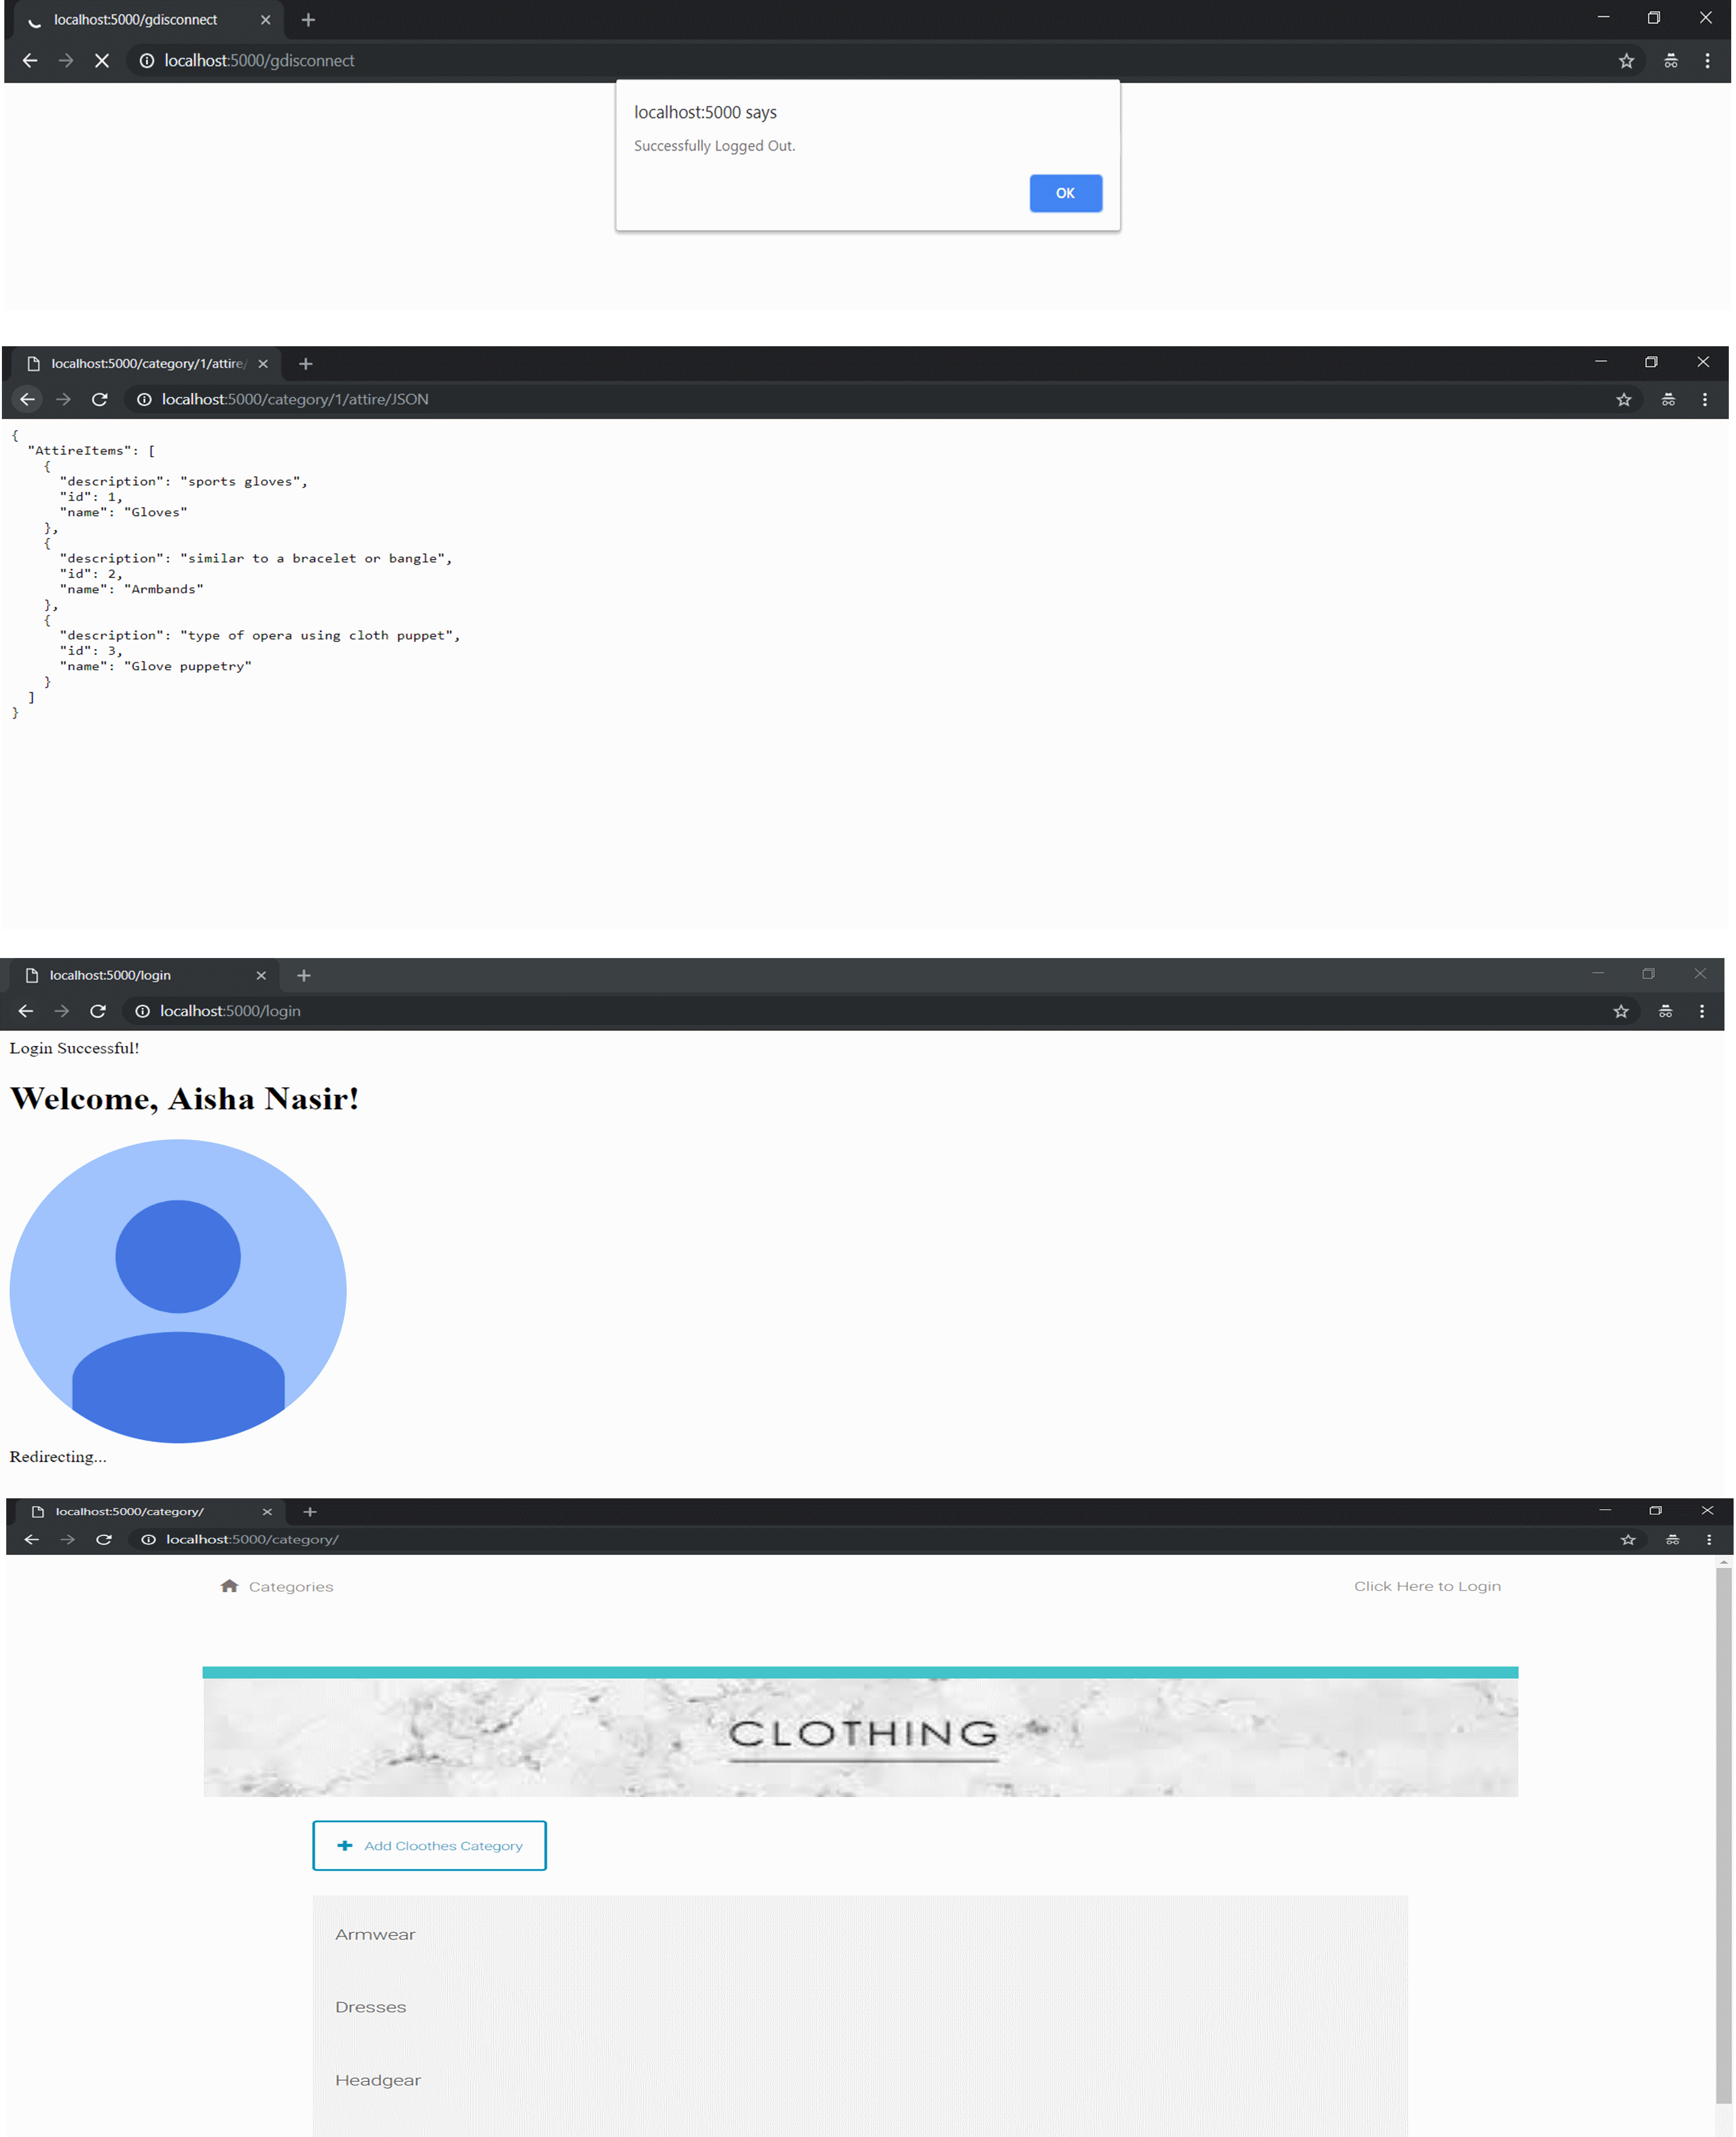 localhost:5000/gdisconnect
localhost:5000/gdisconnect
localhost:5000 says
Successfully Logged Out.
OK
localhost:5000/category/1/attire/
localhost:5000/category/1/attire/JSON
{
"AttireItems": [
{
"description": "sports gloves",
"id": 1,
"name": "Gloves"
},
{
"description": "similar to a bracelet or bangle",
"id": 2,
"name": "Armbands"
},
{
"description": "type of opera using cloth puppet",
"id": 3,
"name": "Glove puppetry"
}
]
}
localhost:5000/login
localhost:5000/login
Login Successful!
Welcome, Aisha Nasir!
Redirecting...
localhost:5000/category/
localhost:5000/category/
Categories Click Here to Login
CLOTHING
Add Cloothes Category
Armwear
Dresses
Headgear